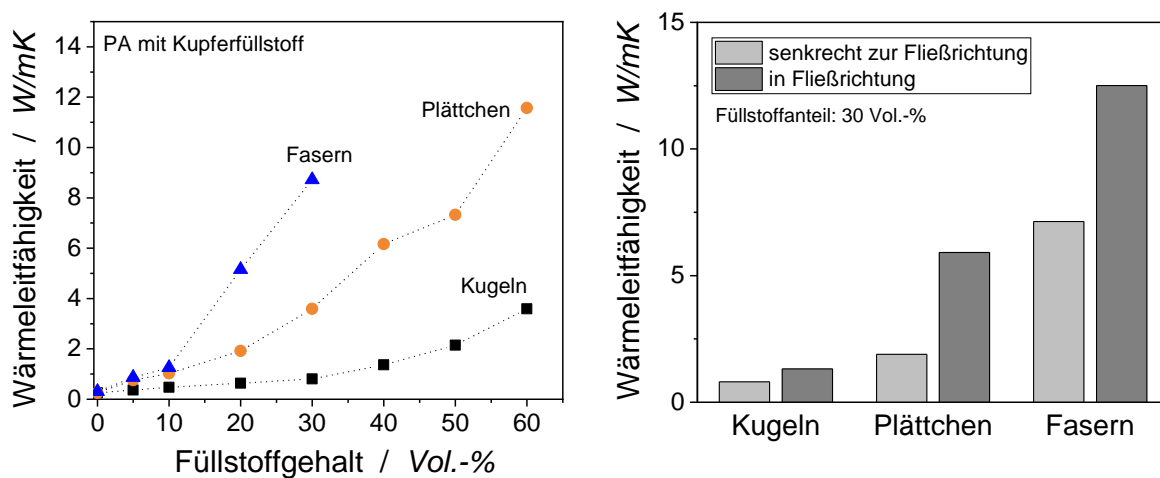 PA mit Kupferfüllstoff
Plättchen
Fasern
Kugeln
Wärmeleitfähigkeit / W/mK
14
12
10
8
6
4
2
0
0 10 20 30 40 50 60
Füllstoffgehalt / Vol.-%
senkrecht zur Fließrichtung
in Fließrichtung
Füllstoffanteil: 30 Vol.-%
Wärmeleitfähigkeit / W/mK
15
10
5
0
Kugeln Plättchen Fasern